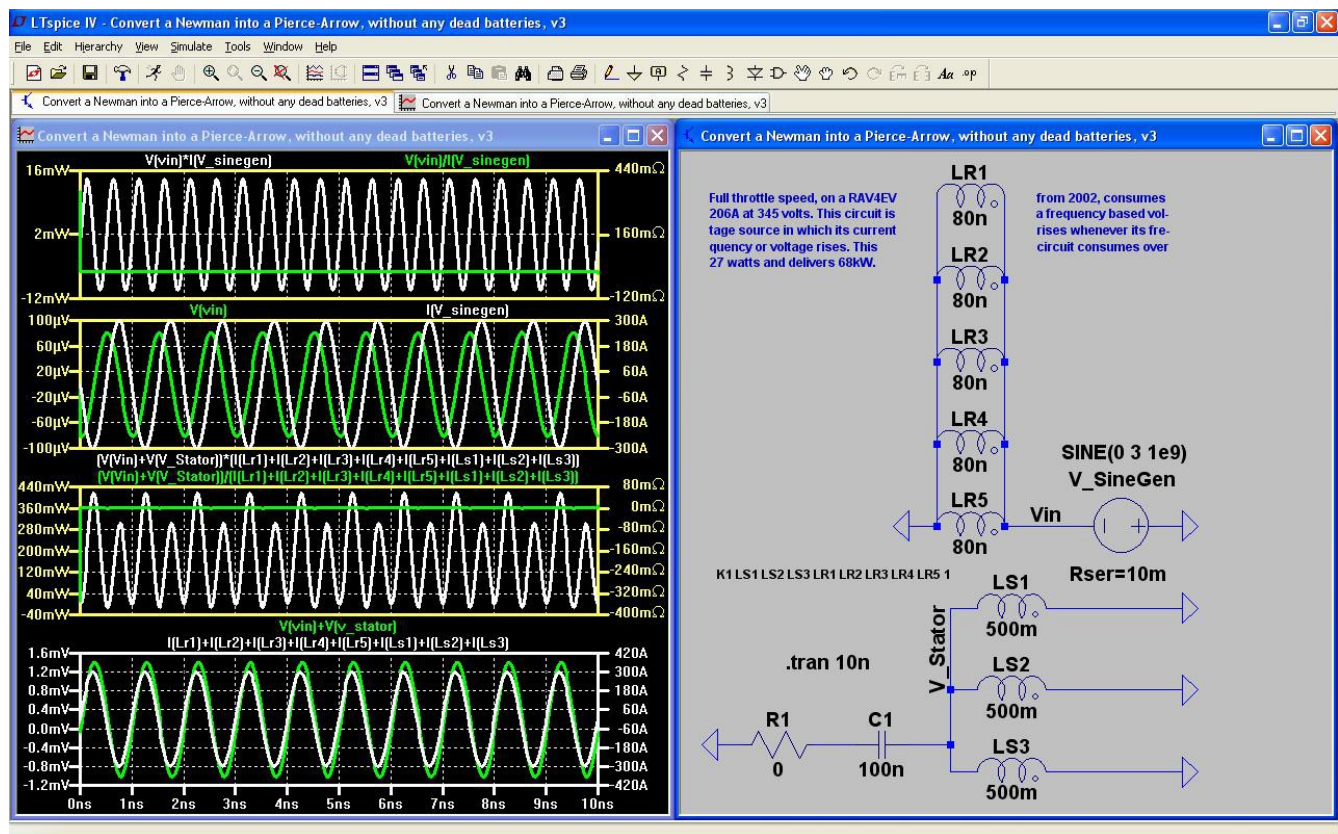 LTspice IV - Convert a Newman into a Pierce-Arrow, without any dead batteries, v3
File Edit Hierarchy View Simulate Tools Window Help
Convert a Newman into a Pierce-Arrow, without any dead batteries, v3 Convert a Newman into a Pierce-Arrow, without any dead batteries, v3
Convert a Newman into a Pierce-Arrow, without any dead batteries, v3
V(vin)*I(V_sinegen) V(vin)/I(V_sinegen)
16mW 440mΩ
2mW 160mΩ
-12mW -120mΩ
V(vin) I(V_sinegen)
100µV 300A
60µV 180A
20µV 60A
-20µV -60A
-60µV -180A
-100µV -300A
(V(Vin)+V(V_Stator))*(I(Lr1)+I(Lr2)+I(Lr3)+I(Lr4)+I(Lr5)+I(Ls1)+I(Ls2)+I(Ls3))
(V(Vin)+V(V_Stator))/(I(Lr1)+I(Lr2)+I(Lr3)+I(Lr4)+I(Lr5)+I(Ls1)+I(Ls2)+I(Ls3))
440mW 80mΩ
360mW 0mΩ
280mW -80mΩ
200mW -160mΩ
120mW -240mΩ
40mW -320mΩ
-40mW -400mΩ
V(vin)+V(v_stator)
I(Lr1)+I(Lr2)+I(Lr3)+I(Lr4)+I(Lr5)+I(Ls1)+I(Ls2)+I(Ls3)
1.6mV 420A
1.2mV 300A
0.8mV 180A
0.4mV 60A
0.0mV -60A
-0.4mV -180A
-0.8mV -300A
-1.2mV -420A
0ns 1ns 2ns 3ns 4ns 5ns 6ns 7ns 8ns 9ns 10ns
Convert a Newman into a Pierce-Arrow, without any dead batteries, v3
Full throttle speed, on a RAV4EV from 2002, consumes
206A at 345 volts. This circuit is a frequency based vol-
tage source in which its current rises whenever its fre-
quency or voltage rises. This circuit consumes over
27 watts and delivers 68kW.
LR1
80n
LR2
80n
LR3
80n
LR4
80n
LR5
80n
SINE(0 3 1e9)
V_SineGen
Vin
Rser=10m
K1 LS1 LS2 LS3 LR1 LR2 LR3 LR4 LR5 1
LS1
500m
V_Stator
LS2
500m
.tran 10n
R1
0
C1
100n
LS3
500m